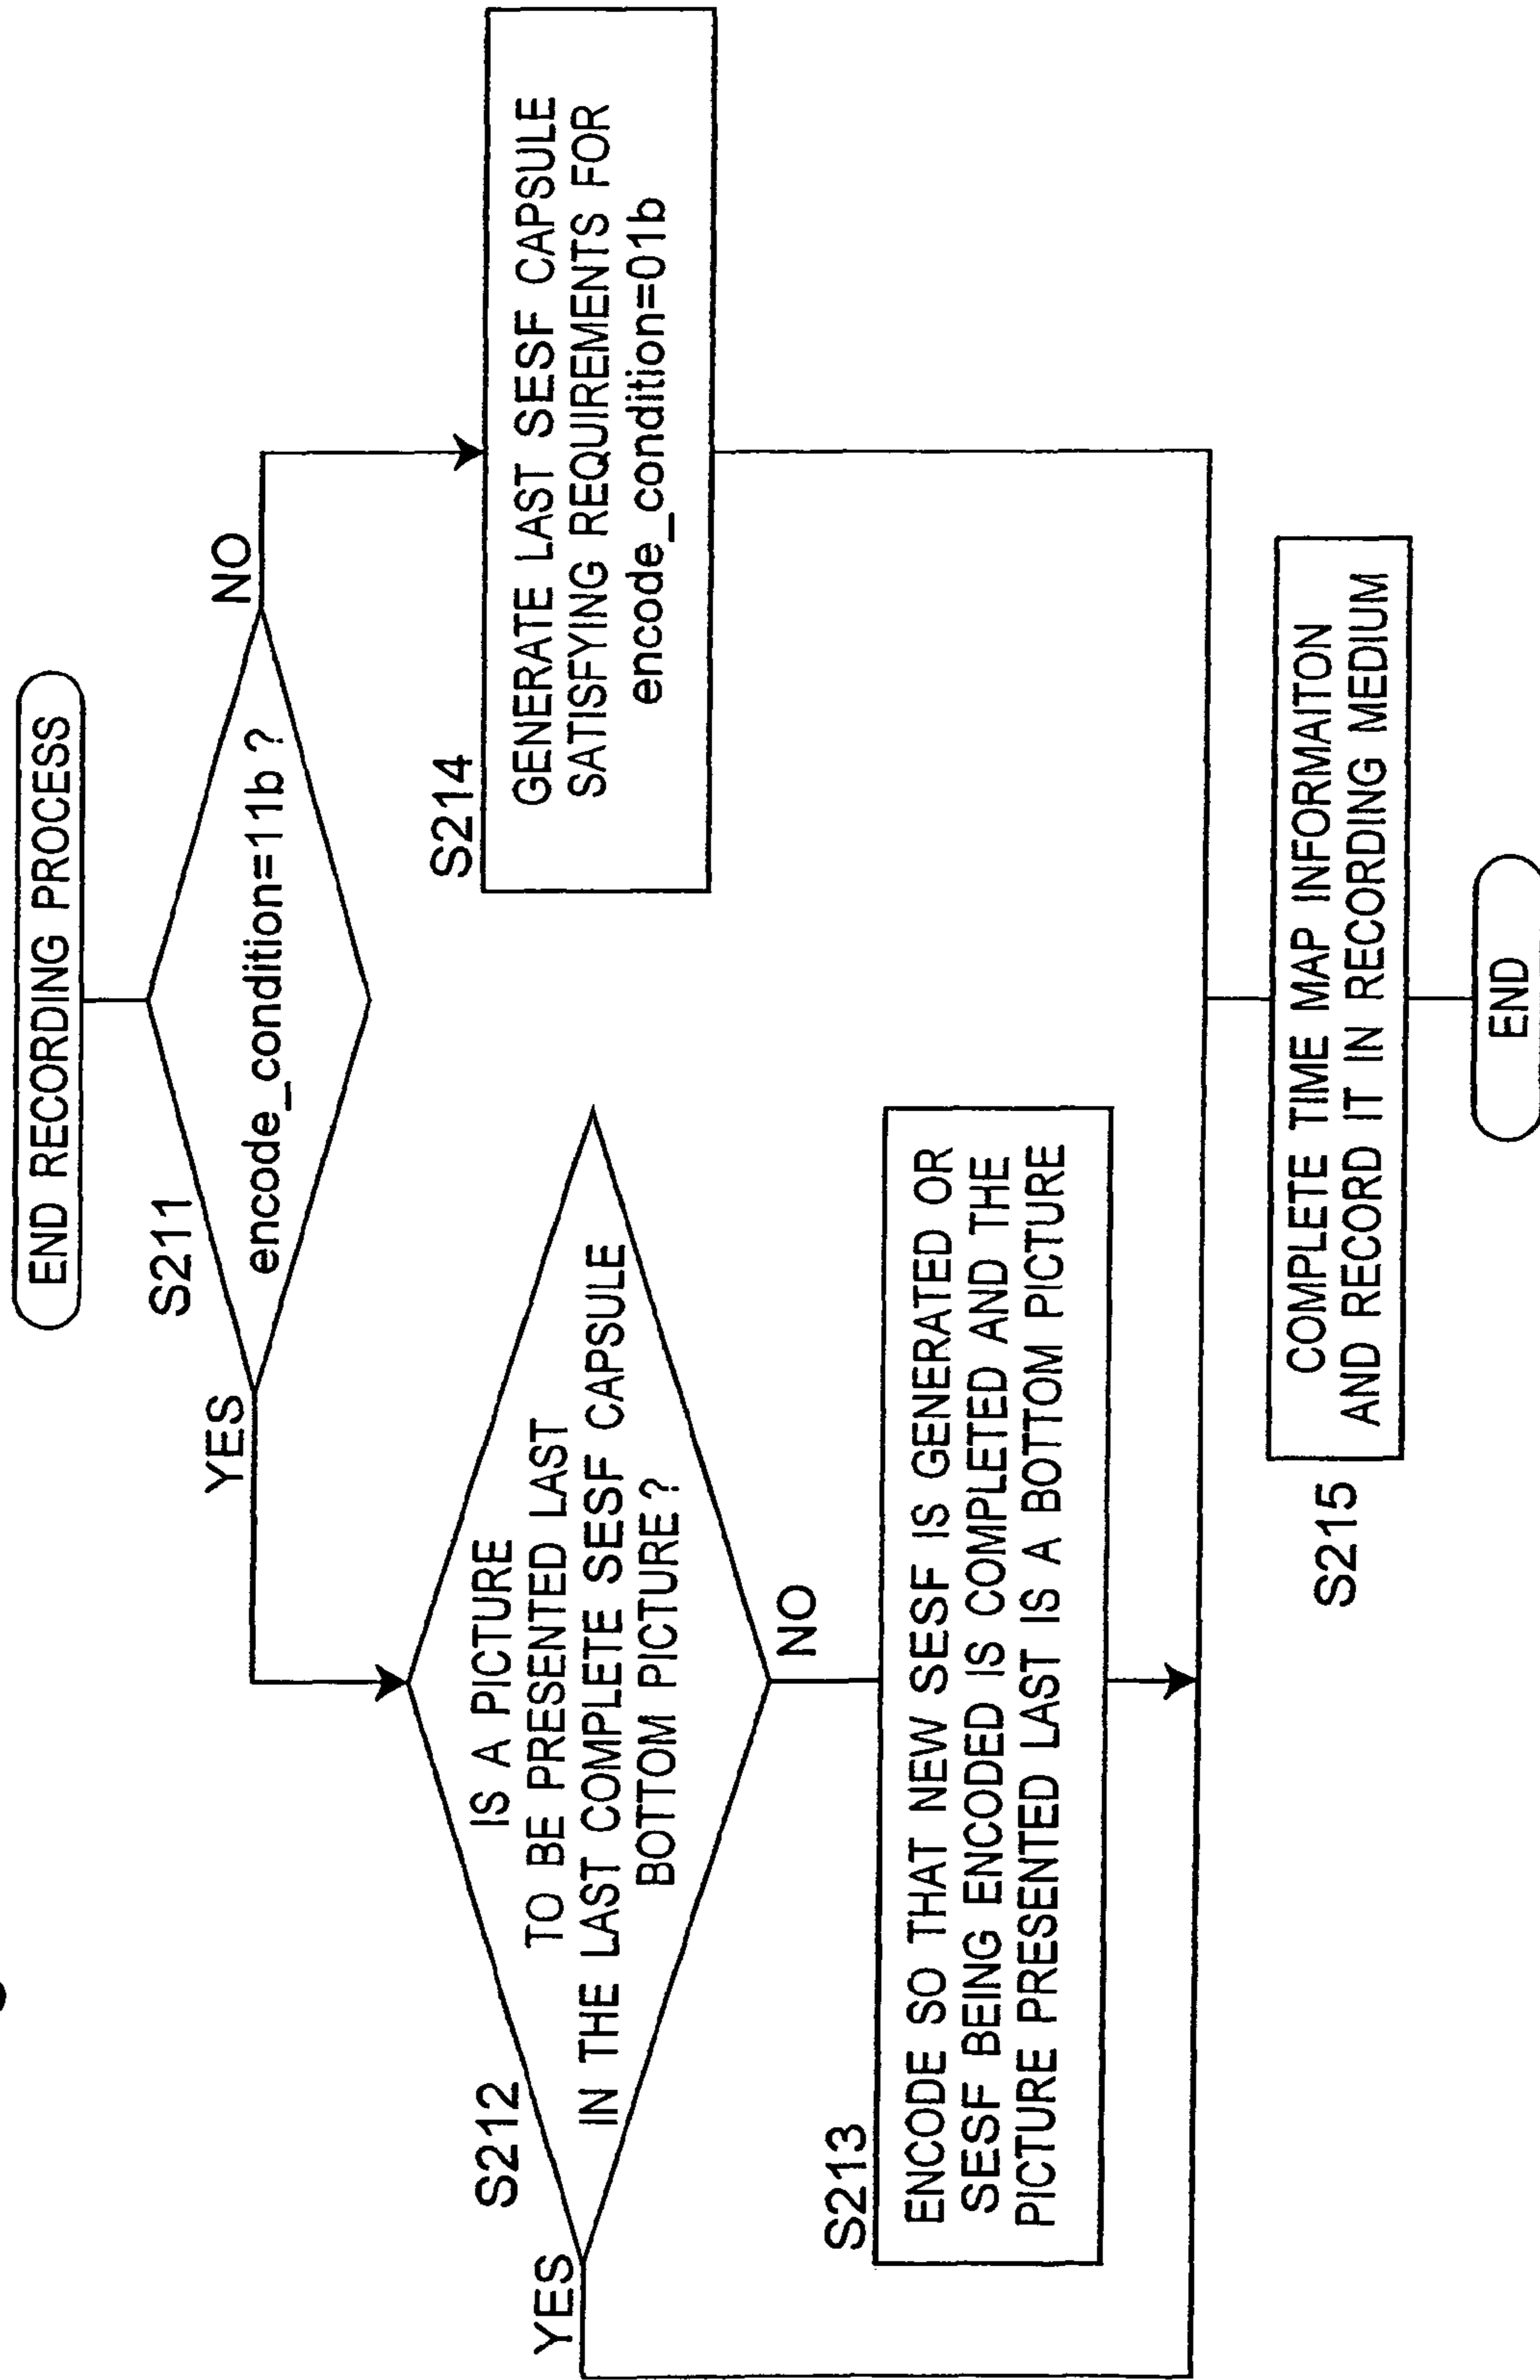 END RECORDING PROCESS
S211
encode_condition=11b ?
YES
NO
S212
IS A PICTURE
TO BE PRESENTED LAST
IN THE LAST COMPLETE SESF CAPSULE
BOTTOM PICTURE ?
YES
NO
S213
ENCODE SO THAT NEW SESF IS GENERATED OR
SESF BEING ENCODED IS COMPLETED AND THE
PICTURE PRESENTED LAST IS A BOTTOM PICTURE
S214
GENERATE LAST SESF CAPSULE
SATISFYING REQUIREMENTS FOR
encode_condition=01b
S215
COMPLETE TIME MAP INFORMAITON
AND RECORD IT IN RECORDING MEDIUM
END